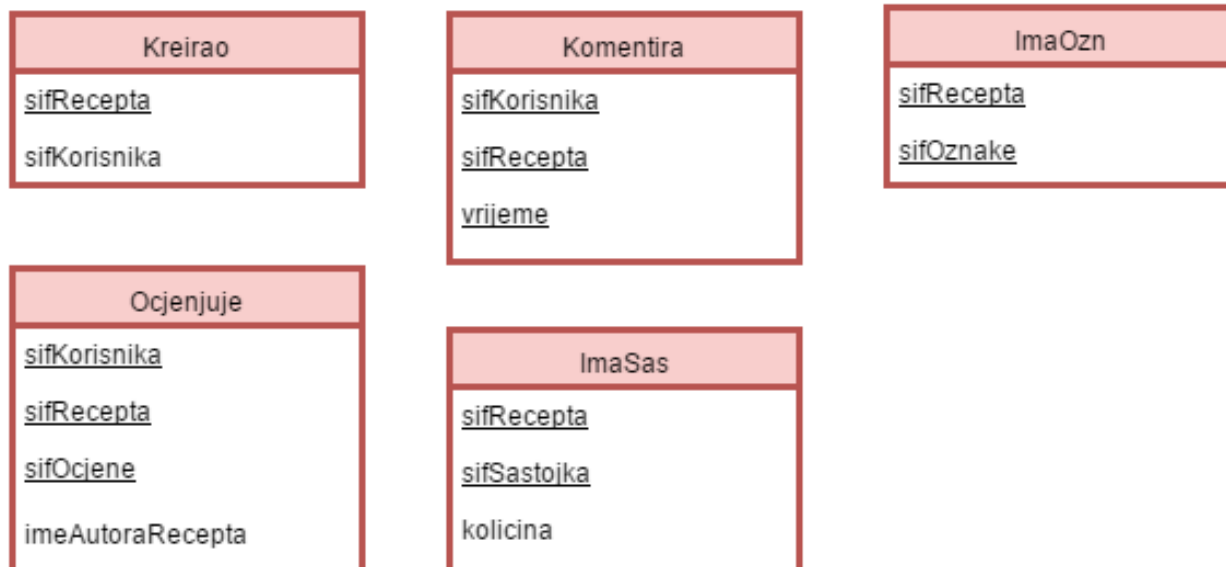 Kreirao
sifRecepta
sifKorisnika
Komentira
sifKorisnika
sifRecepta
vrijeme
ImaOzn
sifRecepta
sifOznake
Ocjenjuje
sifKorisnika
sifRecepta
sifOcjene
imeAutoraRecepta
ImaSas
sifRecepta
sifSastojka
kolicina